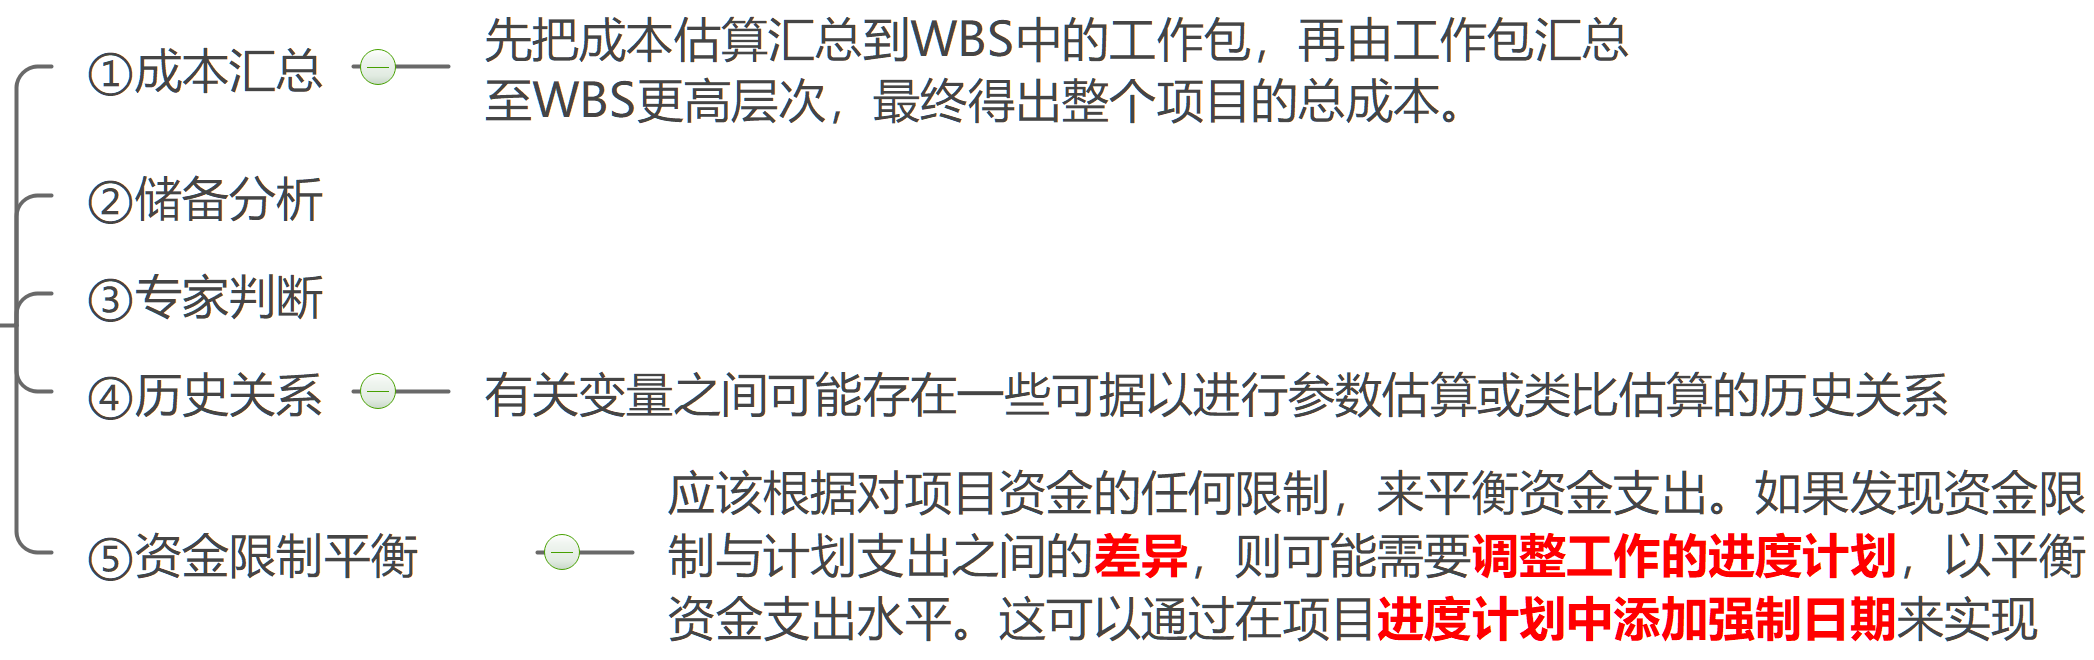 ①成本汇总
先把成本估算汇总到WBS中的工作包，再由工作包汇总
至WBS更高层次，最终得出整个项目的总成本。
②储备分析
③专家判断
④历史关系
有关变量之间可能存在一些可据以进行参数估算或类比估算的历史关系
⑤资金限制平衡
应该根据对项目资金的任何限制，来平衡资金支出。如果发现资金限
制与计划支出之间的差异，则可能需要调整工作的进度计划，以平衡
资金支出水平。这可以通过在项目进度计划中添加强制日期来实现